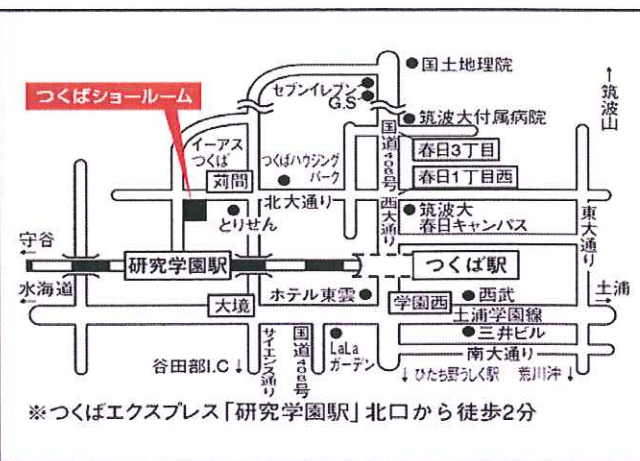 国土地理院
セブンイレブン
G.S
つくばショールーム
↑筑波山
筑波大付属病院
国道408号
イーアス
つくば
つくばハウジング
パーク
春日3丁目
春日1丁目西
苅間
北大通り
西大通り
とりせん
筑波大
春日キャンパス
東大通り
守谷
←
研究学園駅
つくば駅
水海道
←
大境
ホテル東雲
学園西
西武
土浦
→
土浦学園線
三井ビル
サイエンス通り
国道408号
LaLa
ガーデン
南大通り
谷田部I.C↓
↓ひたち野うしく駅
荒川沖↓
※つくばエクスプレス「研究学園駅」北口から徒歩2分